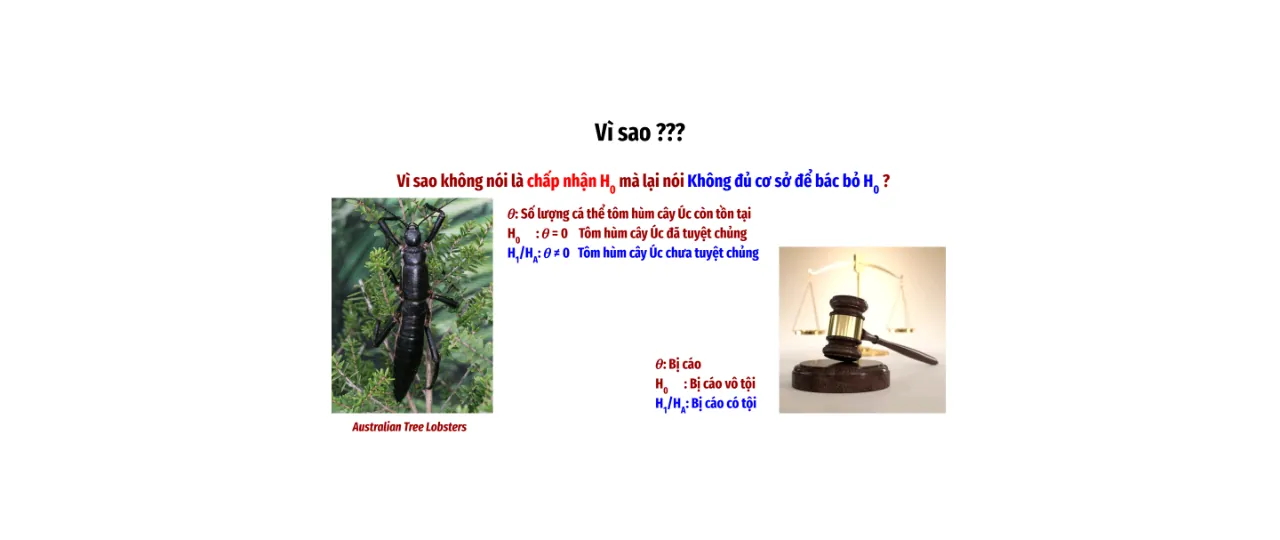 Vì sao ???
Vì sao không nói là chấp nhận H0 mà lại nói Không đủ cơ sở để bác bỏ H0 ?
θ: Số lượng cá thể tôm hùm cây Úc còn tồn tại
H0 : θ = 0 Tôm hùm cây Úc đã tuyệt chủng
H1/HA: θ ≠ 0 Tôm hùm cây Úc chưa tuyệt chủng
θ: Bị cáo
H0 : Bị cáo vô tội
H1/HA: Bị cáo có tội
Australian Tree Lobsters